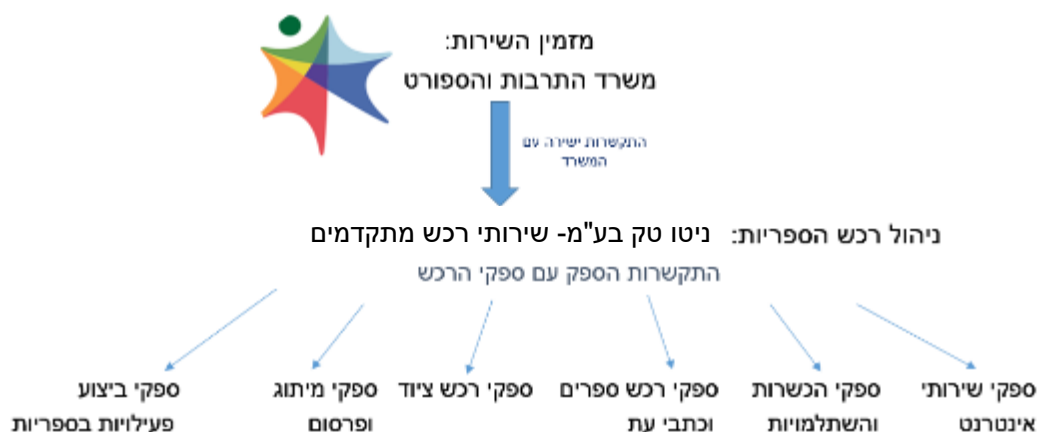 מזמין השירות:
משרד התרבות והספורט
התקשרות ישירה עם
המשרד
ניהול רכש הספריות: ניטו טק בע"מ- שירותי רכש מתקדמים
התקשרות הספק עם ספקי הרכש
ספקי שירותי
אינטרנט
ספקי הכשרות
והשתלמויות
ספקי רכש ספרים
וכתבי עת
ספקי רכש ציוד
ספקי מיתוג
ופרסום
ספקי ביצוע
פעילויות בספריות